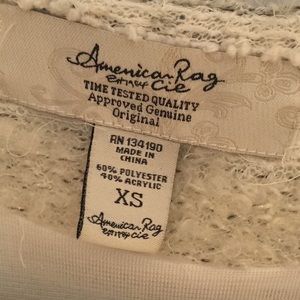 American Rag
Cie
TIME TESTED QUALITY
Approved Genuine
Original
RN 134190
MADE IN
CHINA
60% POLYESTER
40% ACRYLIC
XS
American Rag
Cie